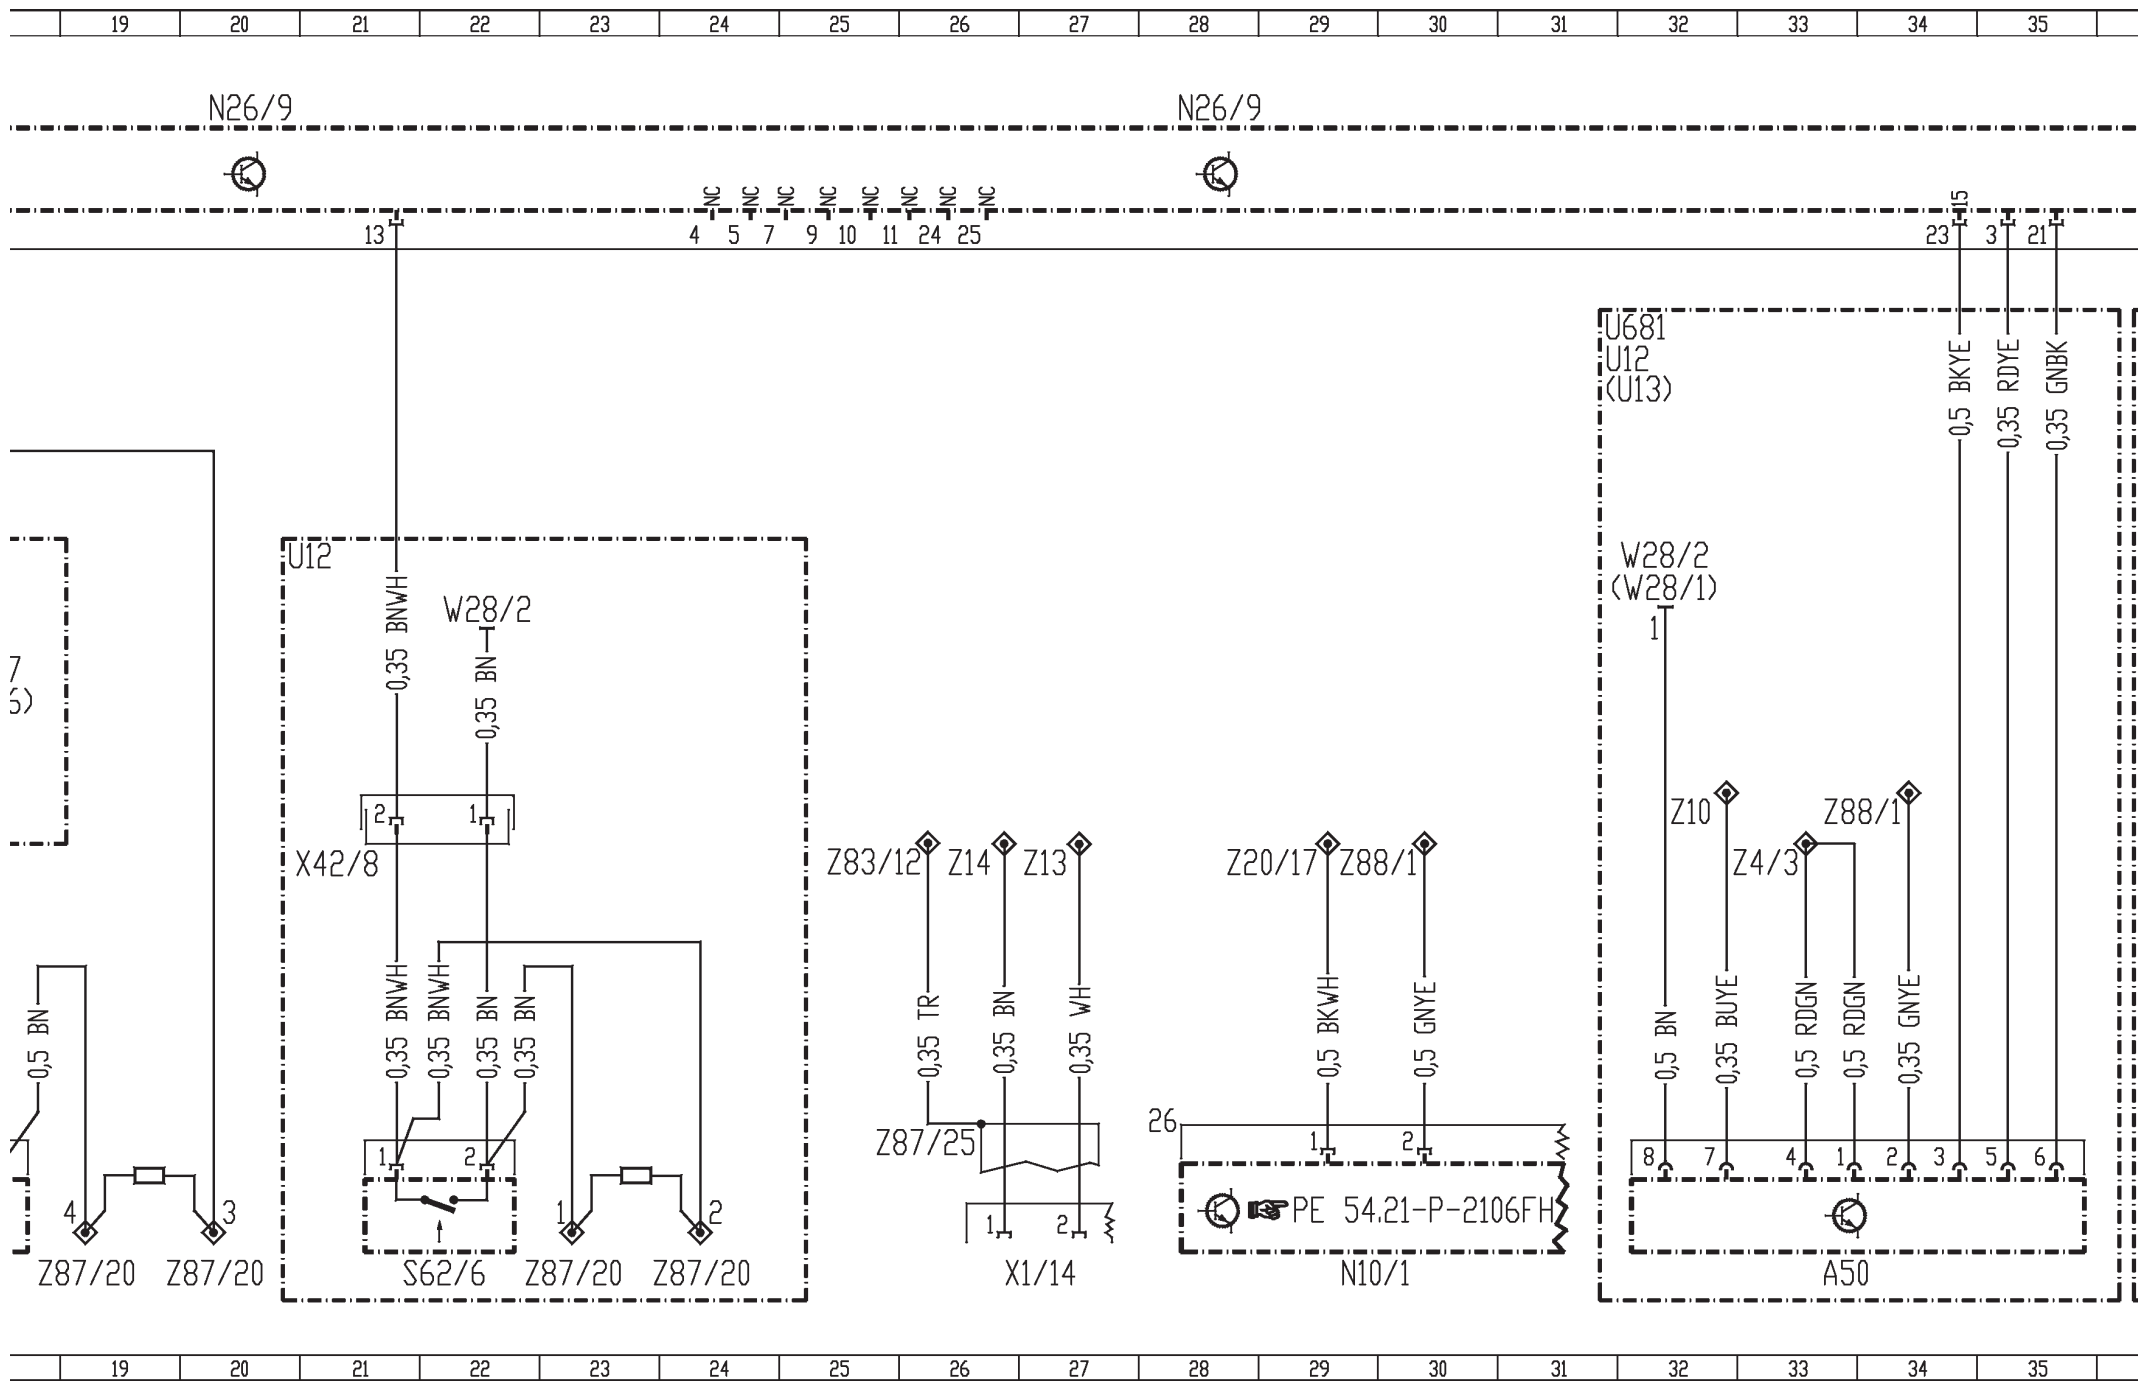 19 20 21 22 23 24 25 26 27 28 29 30 31 32 33 34 35
N26/9 N26/9
NC NC NC NC NC NC NC NC 15
13 4 5 7 9 10 11 24 25 23 3 21
U681
U12
(U13)
0,5 BKYE 0,35 RDYE 0,35 GNBK
U12
W28/2
(W28/1)
1
0,35 BNWH
W28/2
0,35 BN
7
2 1
X42/8
Z10 Z88/1
Z83/12 Z14 Z13 Z20/17 Z88/1 Z4/3
0,5 BN 0,35 BNWH 0,35 BNWH 0,35 BN 0,35 BN 0,35 TR 0,35 BN 0,35 WH 0,5 BKWH 0,5 GNYE 0,5 BN 0,35 BUYE 0,5 RDGN 0,5 RDGN 0,35 GNYE
26
Z87/25
1 2 1 2 8 7 4 1 2 3 5 6
4 3 1 2 1 2
PE 54.21-P-2106FH
Z87/20 Z87/20 S62/6 Z87/20 Z87/20 X1/14 N10/1 A50
19 20 21 22 23 24 25 26 27 28 29 30 31 32 33 34 35